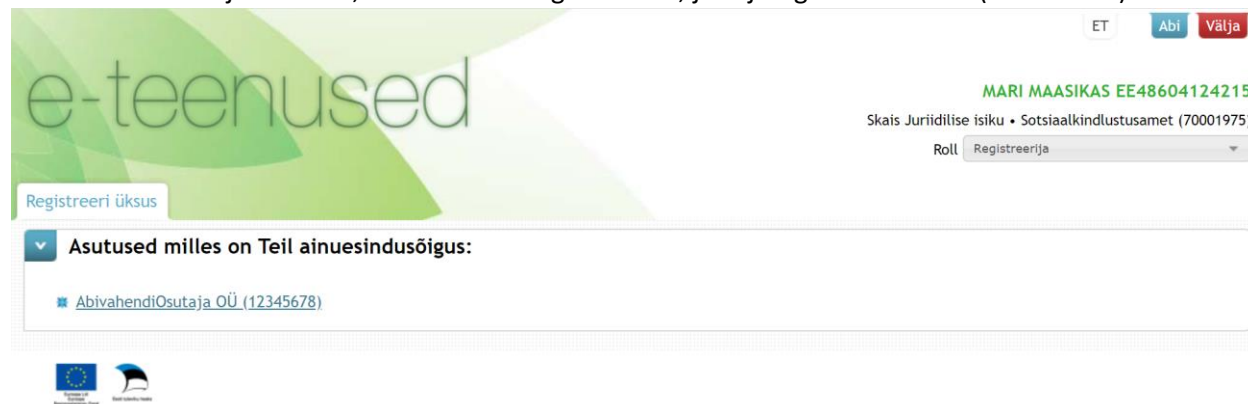 ET Abi Välja
e-teenused
MARI MAASIKAS EE48604124215
Skais Juriidilise isiku • Sotsiaalkindlustusamet (70001975)
Roll Registreerija
Registreeri üksus
Asutused milles on Teil ainuesindusõigus:
AbivahendiOsutaja OÜ (12345678)